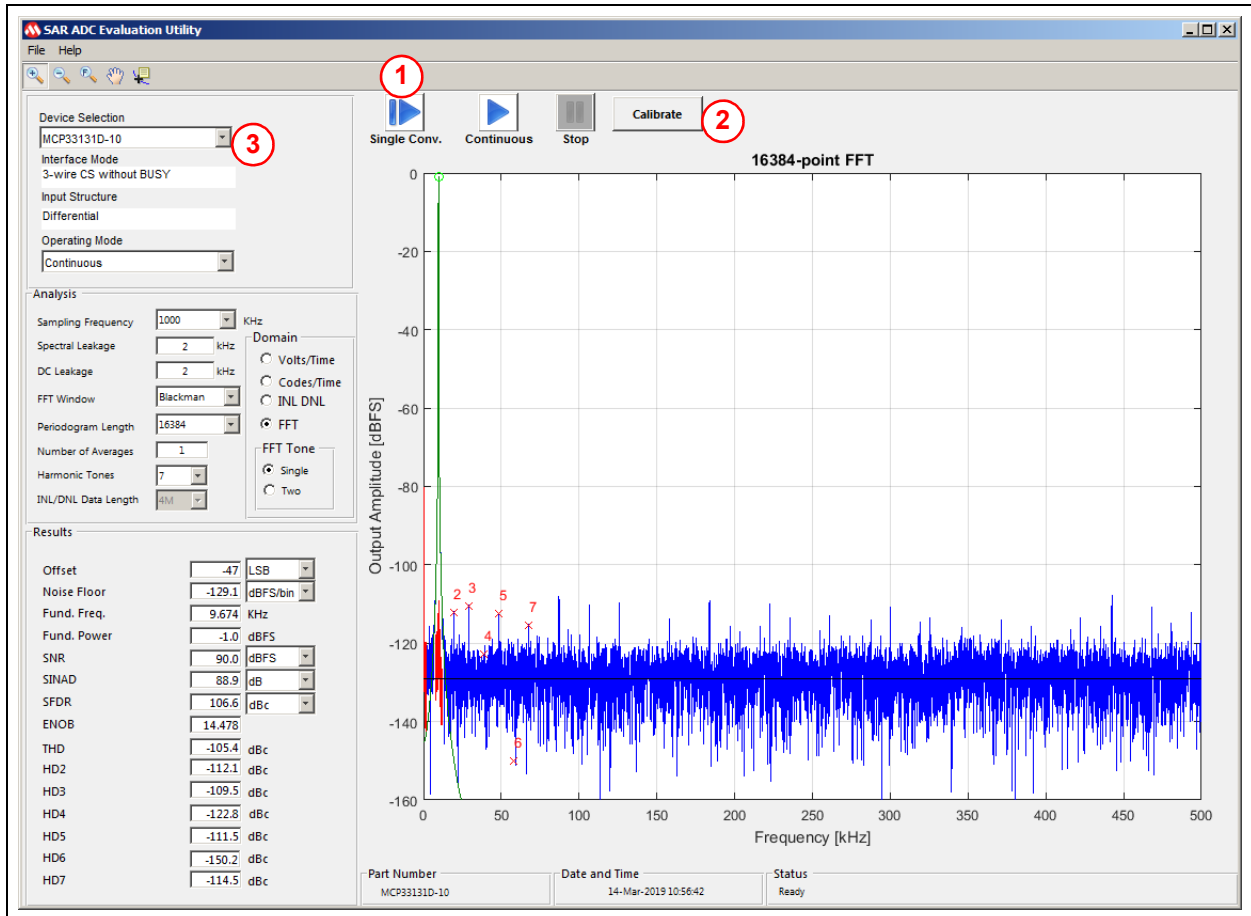 SAR ADC Evaluation Utility
File Help
1
2
3
Single Conv. Continuous Stop Calibrate
Device Selection
MCP33131D-10
Interface Mode
3-wire CS without BUSY
Input Structure
Differential
Operating Mode
Continuous
Analysis
Sampling Frequency 1000 KHz
Spectral Leakage 2 kHz
DC Leakage 2 kHz
FFT Window Blackman
Periodogram Length 16384
Number of Averages 1
Harmonic Tones 7
INL/DNL Data Length 4M
Domain
Volts/Time
Codes/Time
INL DNL
FFT
FFT Tone
Single
Two
Results
Offset -47 LSB
Noise Floor -129.1 dBFS/bin
Fund. Freq. 9.674 KHz
Fund. Power -1.0 dBFS
SNR 90.0 dBFS
SINAD 88.9 dB
SFDR 106.6 dBc
ENOB 14.478
THD -105.4 dBc
HD2 -112.1 dBc
HD3 -109.5 dBc
HD4 -122.8 dBc
HD5 -111.5 dBc
HD6 -150.2 dBc
HD7 -114.5 dBc
16384-point FFT
Output Amplitude [dBFS]
0
-20
-40
-60
-80
-100
-120
-140
-160
2 3 4 5 6 7
0 50 100 150 200 250 300 350 400 450 500
Frequency [kHz]
Part Number
MCP33131D-10
Date and Time
14-Mar-2019 10:56:42
Status
Ready